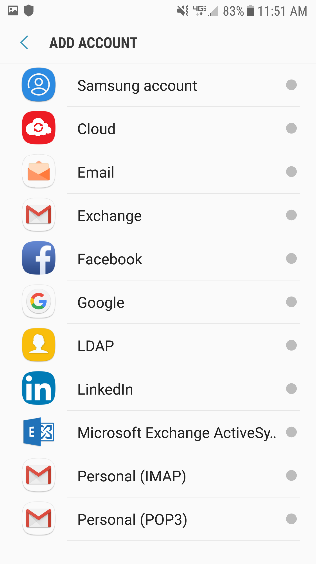 4G 83% 11:51 AM
ADD ACCOUNT
Samsung account
Cloud
Email
Exchange
Facebook
Google
LDAP
LinkedIn
Microsoft Exchange ActiveSy..
Personal (IMAP)
Personal (POP3)